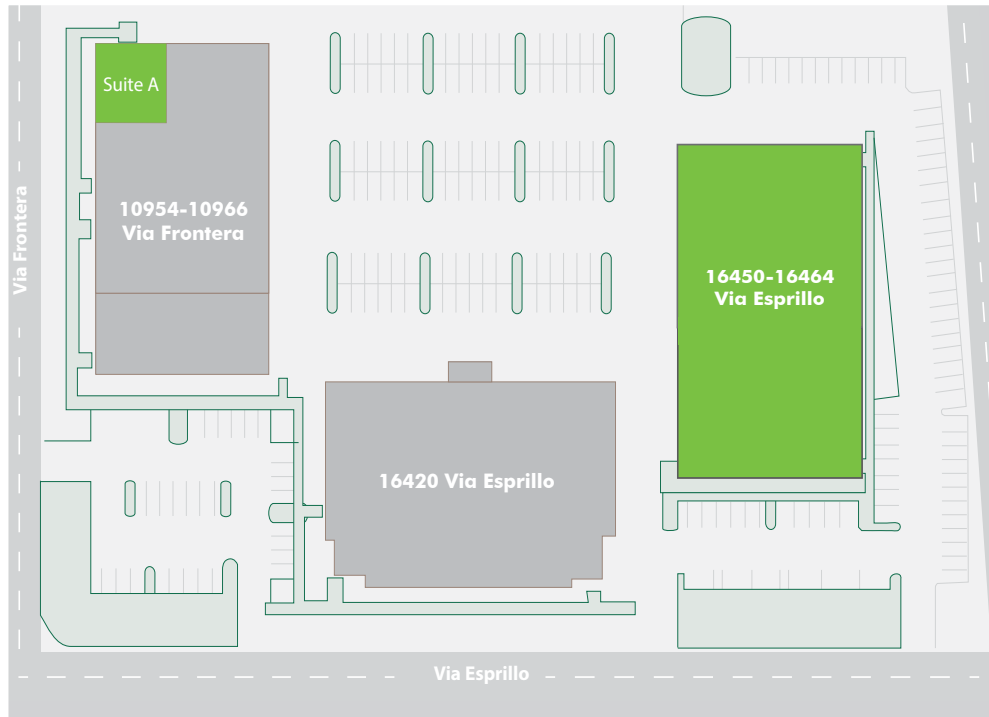 Suite A
10954-10966
Via Frontera
Via Frontera
16450-16464
Via Esprillo
16420 Via Esprillo
Via Esprillo